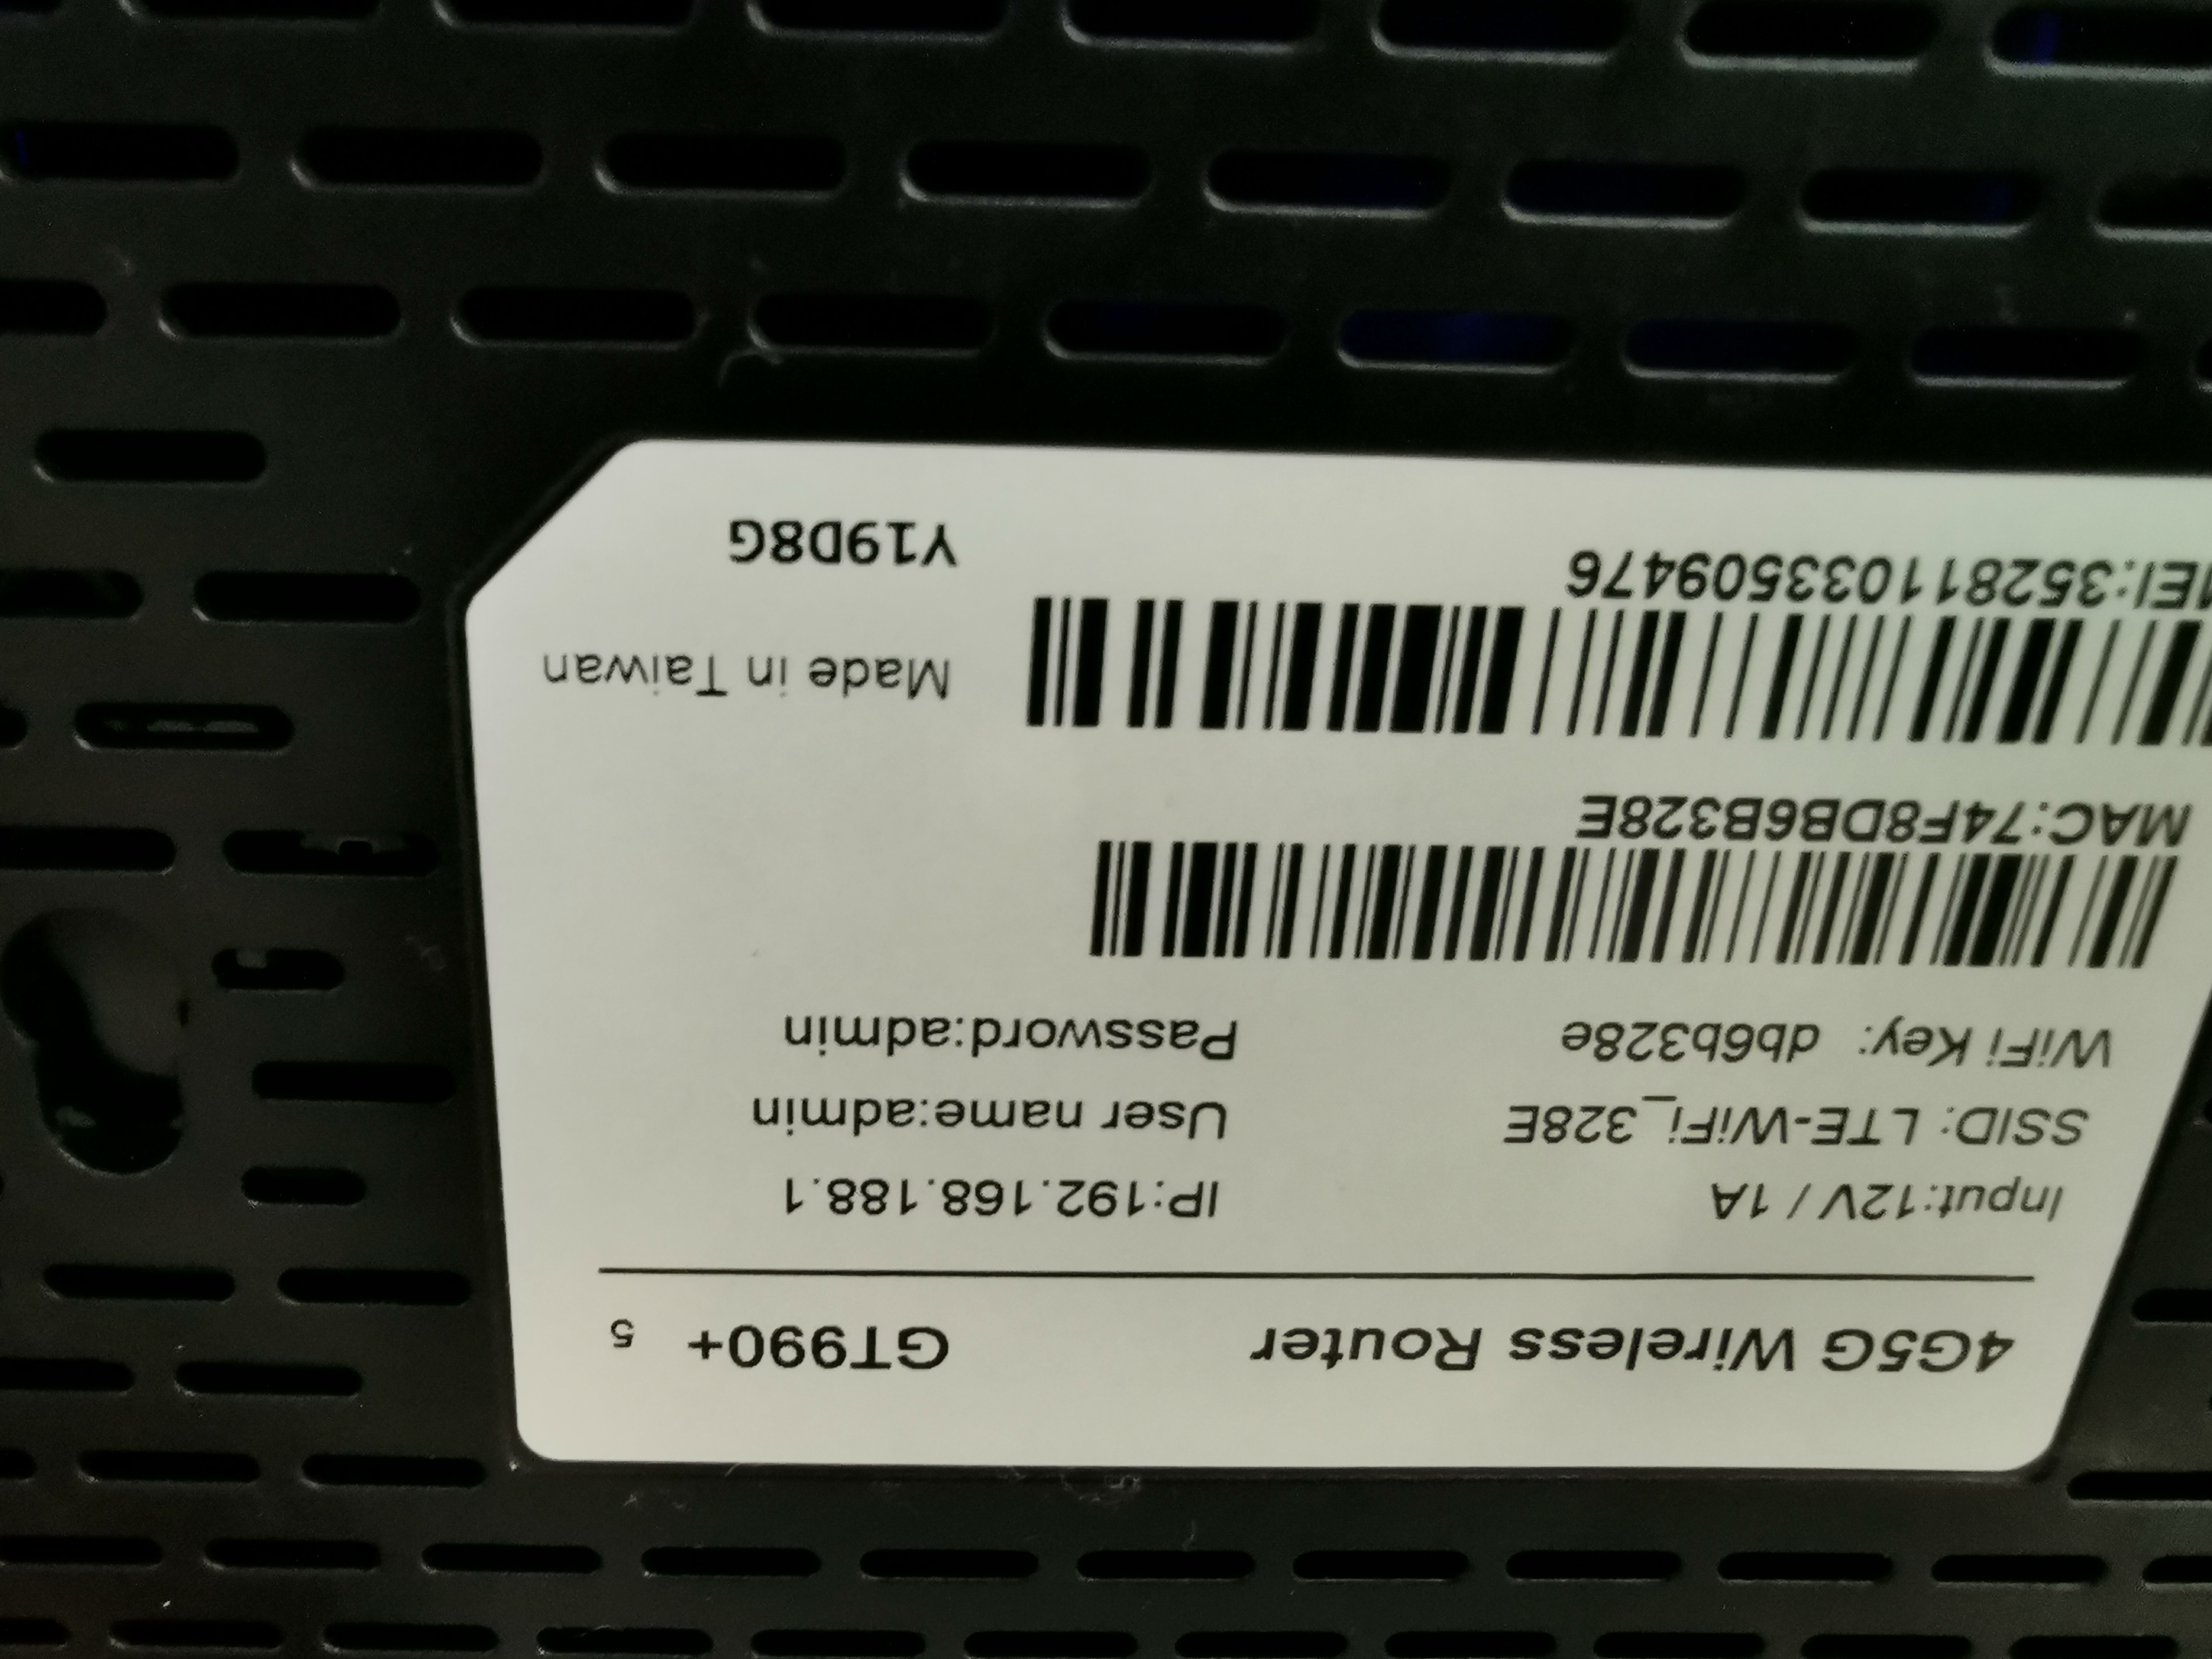 4G5G Wireless Router GT990+ 5
Input:12V / 1A IP:192.168.188.1
SSID: LTE-WiFi_328E User name:admin
WiFi Key: db6b328e Password:admin
MAC:74F8DB6B328E
Made in Taiwan
MEI:352811033509476 Y19D8G